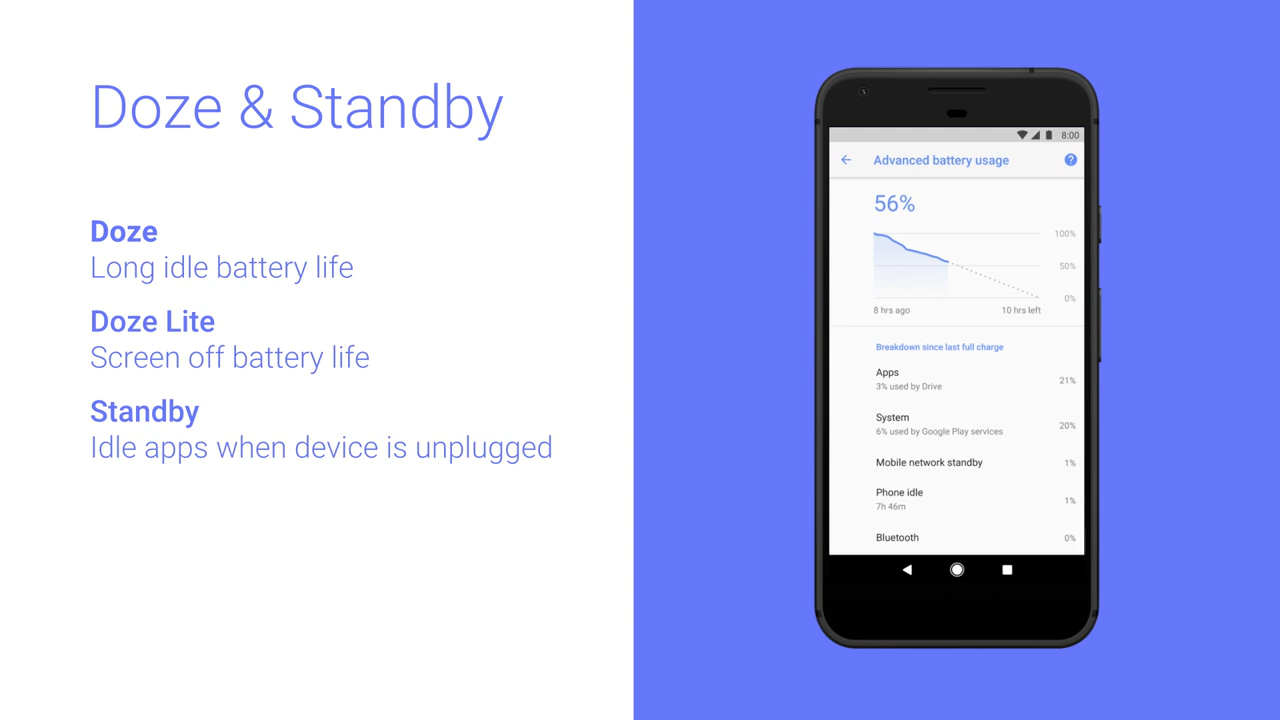 Doze & Standby
Doze
Long idle battery life
Doze Lite
Screen off battery life
Standby
Idle apps when device is unplugged
8:00
Advanced battery usage
?
56%
100%
50%
0%
8 hrs ago
10 hrs left
Breakdown since last full charge
Apps
3% used by Drive
21%
System
6% used by Google Play services
20%
Mobile network standby
1%
Phone idle
7h 46m
1%
Bluetooth
0%